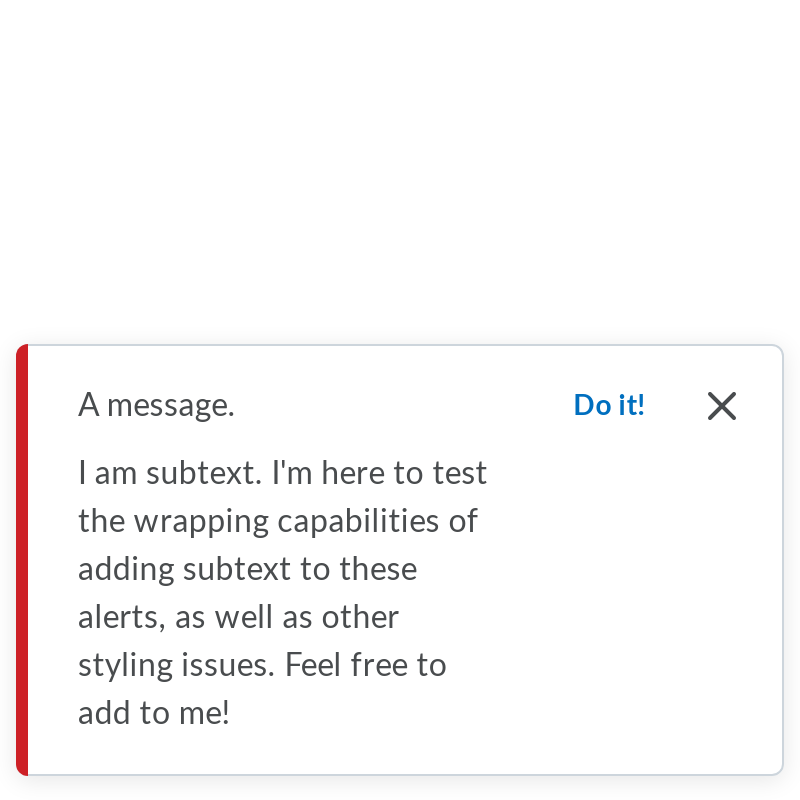 A message.
Do it!
I am subtext. I'm here to test
the wrapping capabilities of
adding subtext to these
alerts, as well as other
styling issues. Feel free to
add to me!